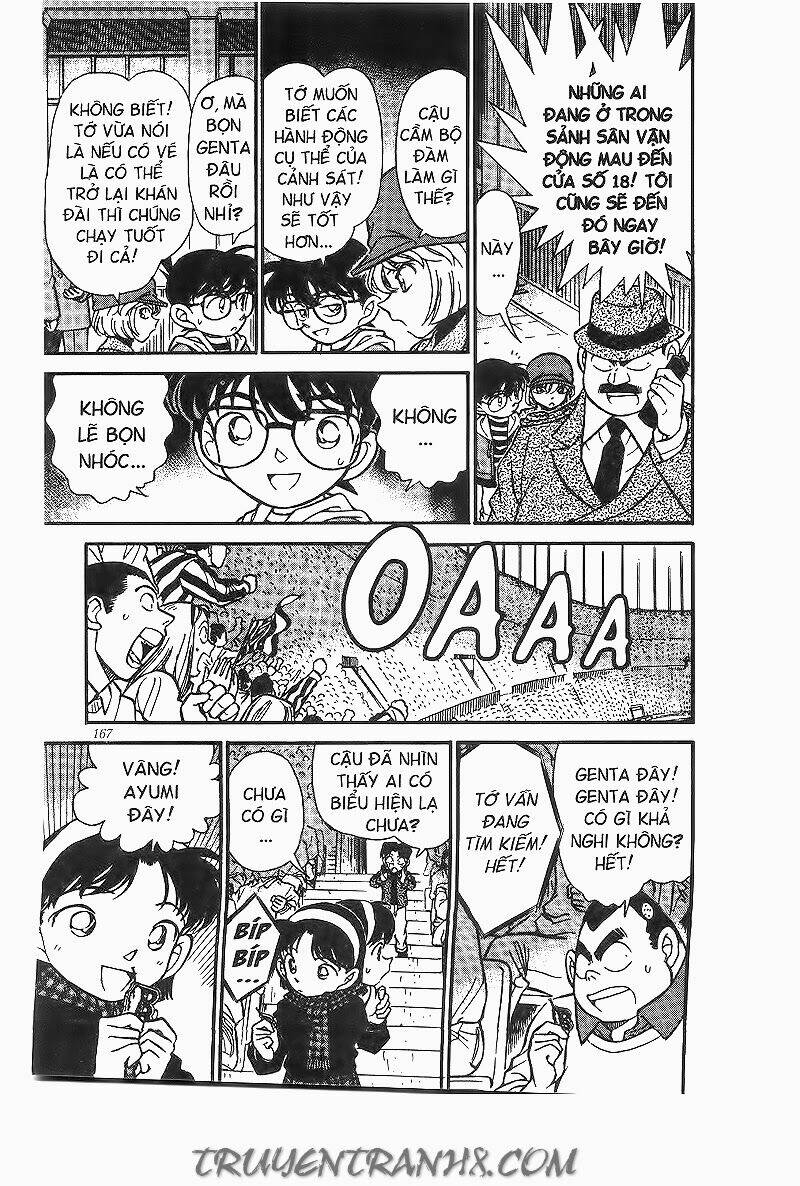 NHỮNG AI
ĐANG Ở TRONG
SẢNH SÂN VẬN
ĐỘNG MAU ĐẾN
CỬA SỐ 18! TÔI
CŨNG SẼ ĐẾN
ĐÓ NGAY
BÂY GIỜ!
NÀY
...
CẬU
CẦM BỘ
ĐÀM LÀM
GÌ
THẾ?
TỚ MUỐN
BIẾT CÁC
HÀNH ĐỘNG
CỤ THỂ CỦA
CẢNH SÁT!
NHƯ VẬY
SẼ TỐT
HƠN...
Ơ, MÀ
BỌN
GENTA
ĐÂU
RỒI
NHỈ?
KHÔNG BIẾT!
TỚ VỪA NÓI
LÀ NẾU CÓ VÉ
LÀ CÓ THỂ
TRỞ LẠI KHÁN
ĐÀI THÌ CHÚNG
CHẠY TUỐT
ĐI CẢ!
KHÔNG
...
KHÔNG
LẼ BỌN
NHÓC...
OAAA
167
GENTA ĐÂY!
GENTA ĐÂY!
CÓ GÌ KHẢ
NGHI KHÔNG?
HẾT!
TỚ VẪN
ĐANG
TÌM KIẾM!
HẾT!
CẬU ĐÃ NHÌN
THẤY AI CÓ
BIỂU HIỆN LẠ
CHƯA?
CHƯA
CÓ GÌ
...
BÍP
BÍP
...
VÂNG!
AYUMI
ĐÂY!
TRUYENTRANH8.COM